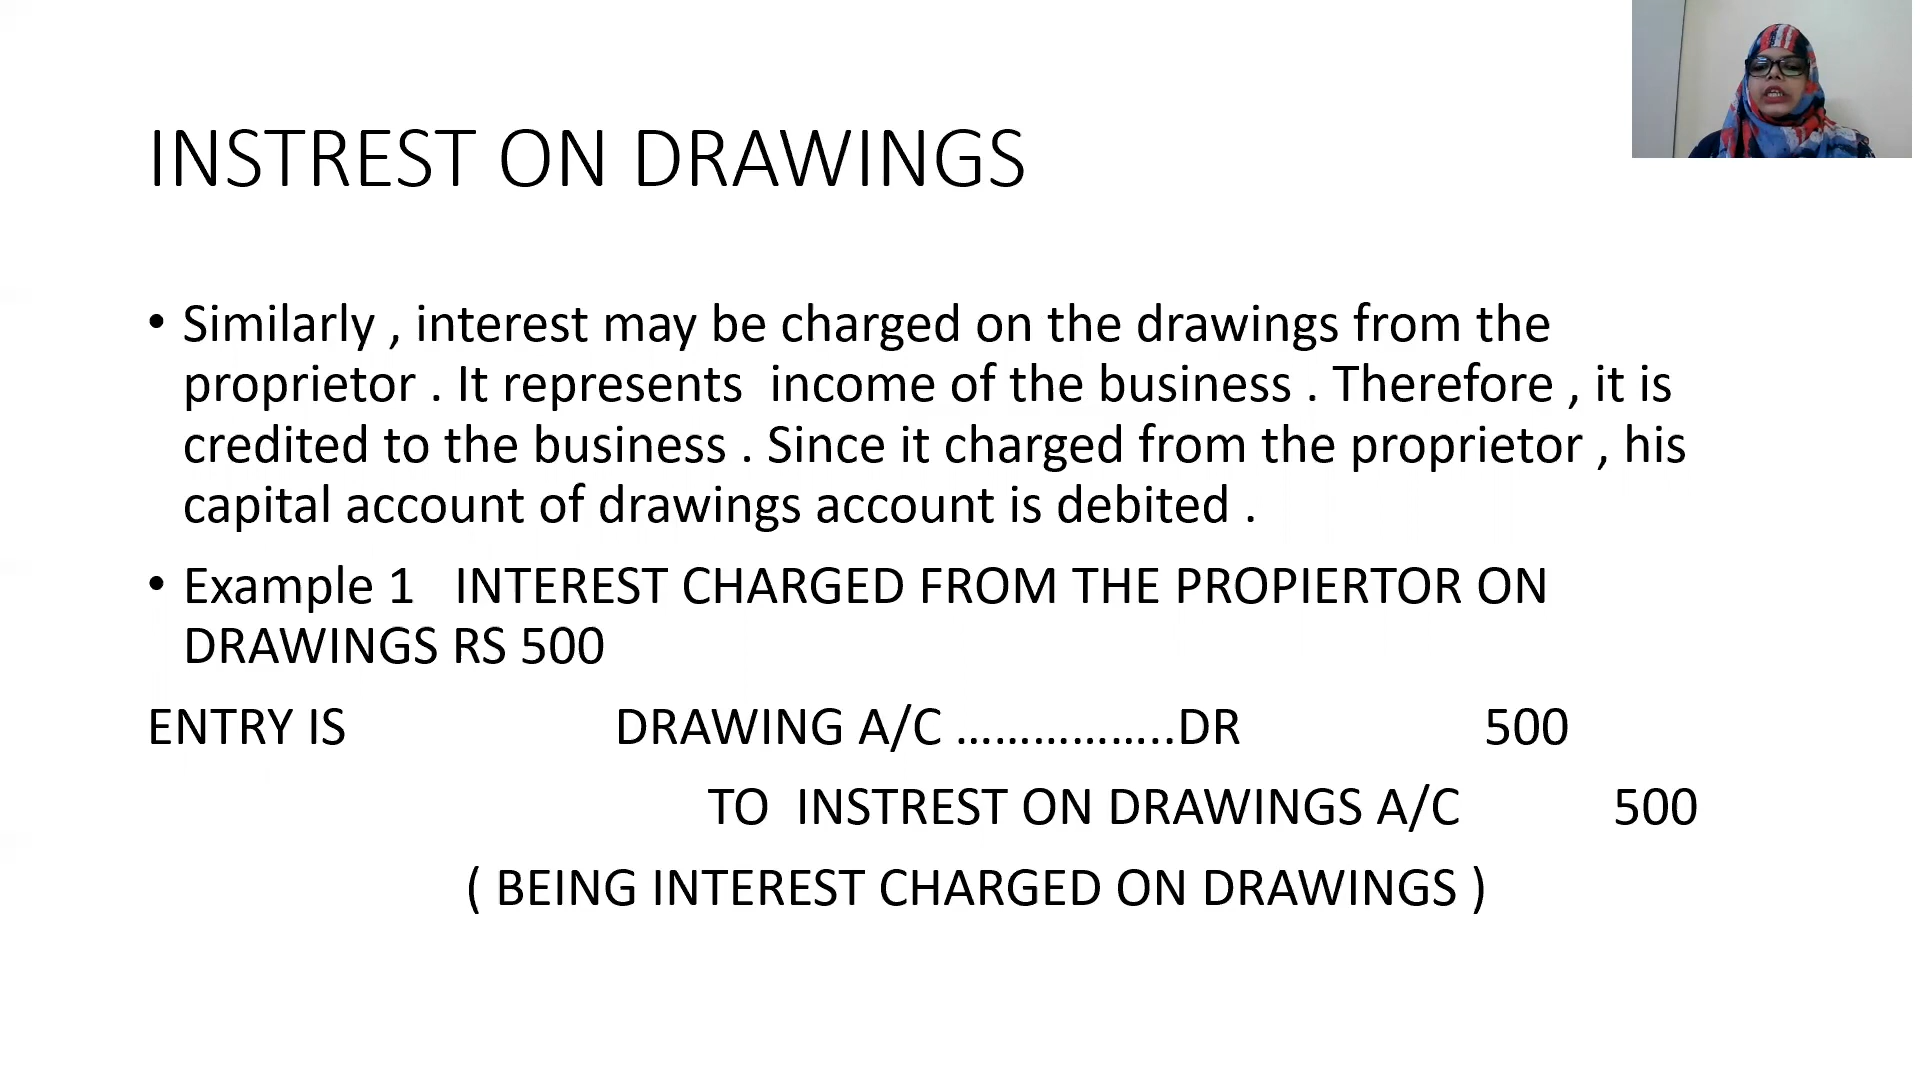 INSTREST ON DRAWINGS
• Similarly , interest may be charged on the drawings from the
proprietor . It represents  income of the business . Therefore , it is
credited to the business . Since it charged from the proprietor , his
capital account of drawings account is debited .
• Example 1   INTEREST CHARGED FROM THE PROPIERTOR ON
DRAWINGS RS 500
ENTRY IS                    DRAWING A/C ……………..DR                  500
TO  INSTREST ON DRAWINGS A/C           500
( BEING INTEREST CHARGED ON DRAWINGS )